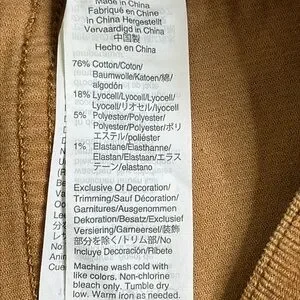 Made in China
Fabriqué en Chine
in China Hergestellt
Vervaardigd in China
中国製
Hecho en China
76% Cotton/Coton/
Baumwolle/Katoen/綿/
algodón
18% Lyocell/Lyocell/Lyocell/
Lyocell/リオセル/lyocell
5% Polyester/Polyester/
Polyester/Polyester/ポリ
エステル/poliéster
1% Elastane/Élasthanne/
Elastan/Elastaan/エラス
テーン/elastano
Exclusive Of Decoration/
Trimming/Sauf Décoration/
Garnitures/Ausgenommen
Dekoration/Besatz/Exclusief
Versiering/Garneersel/装飾
部分を除く/トリム部/No
Incluye Decoración/Ribete
Machine wash cold with
like colors. Non-chlorine
bleach only. Tumble dry
low. Warm iron as needed.